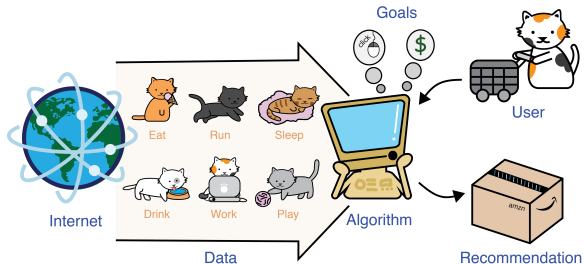 Goals
click
$
User
Eat
Run
Sleep
Drink
Work
Play
Internet
Data
Algorithm
amzn
Recommendation